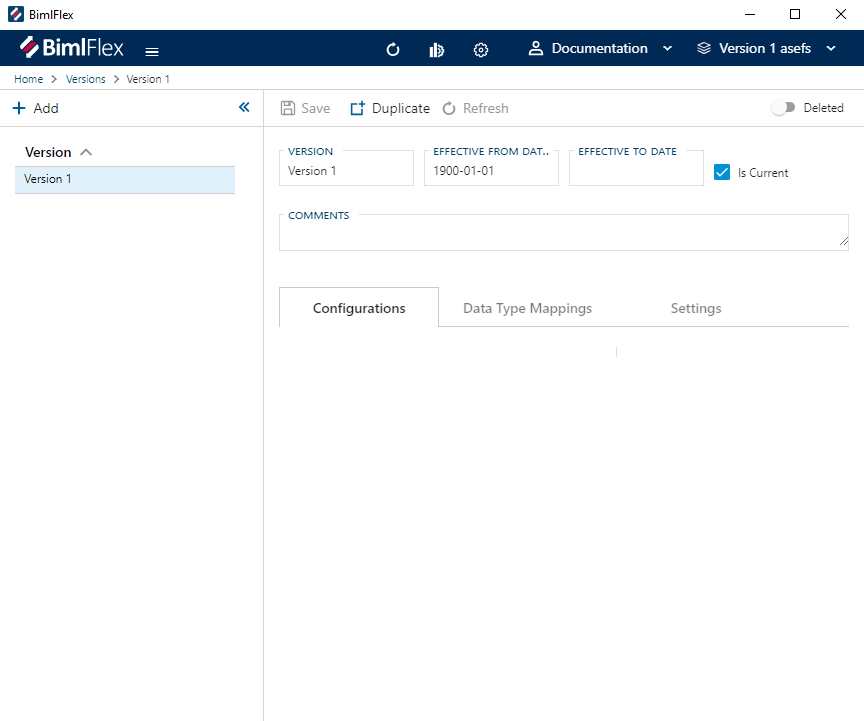 BimlFlex
BimlFlex Documentation Version 1 asefs
Home > Versions > Version 1
+ Add
Save Duplicate Refresh Deleted
Version
Version 1
VERSION EFFECTIVE FROM DAT.. EFFECTIVE TO DATE
Version 1 1900-01-01 Is Current
COMMENTS
Configurations Data Type Mappings Settings